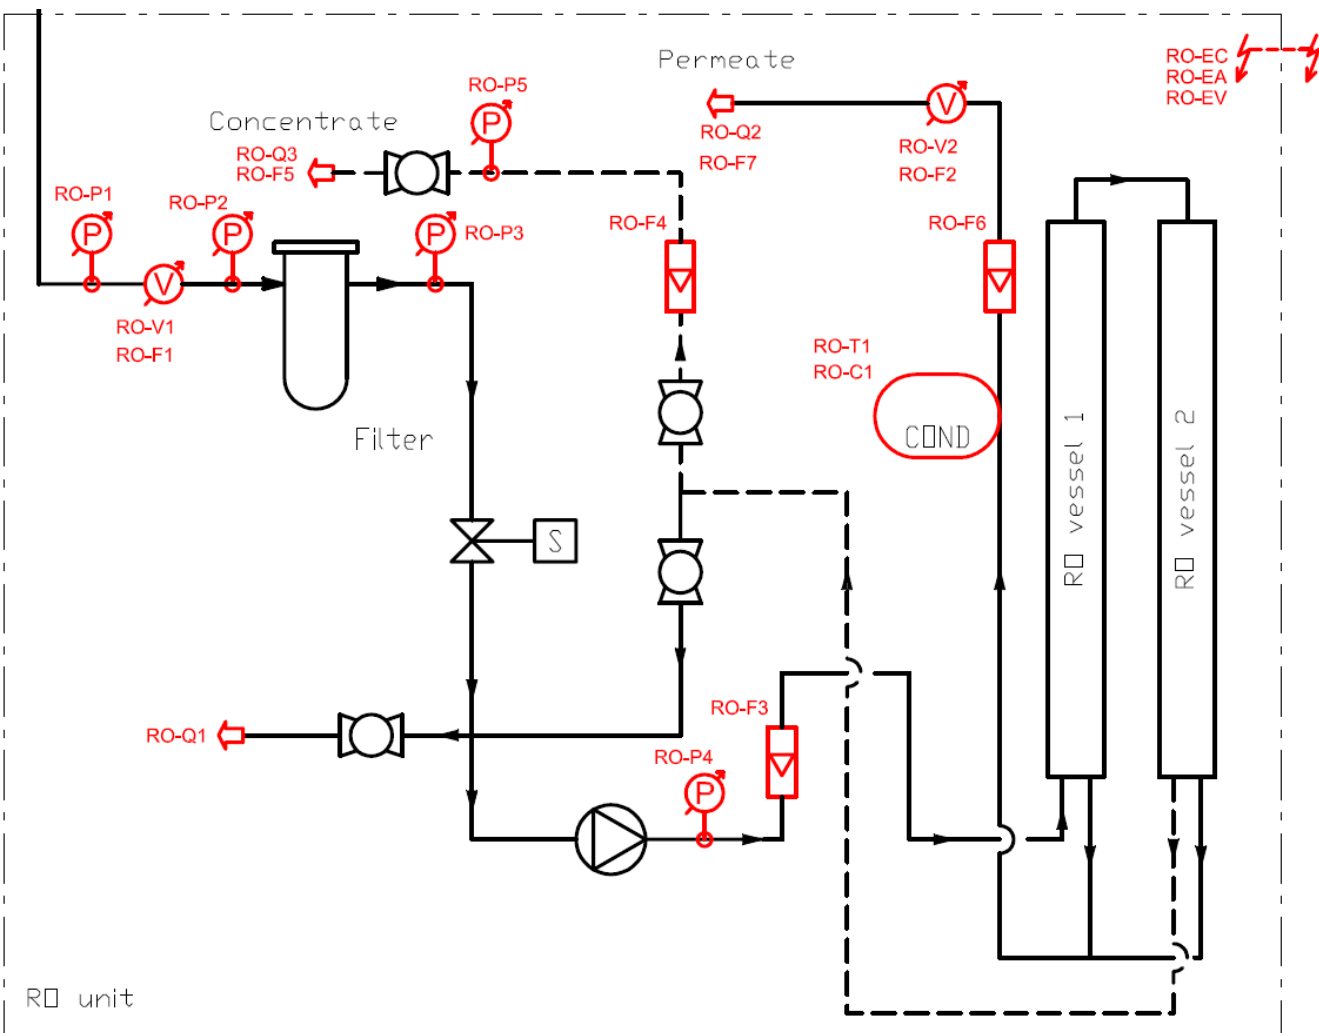 Permeate
RO-EC
RO-EA
RO-EV
RO-P5
Concentrate
P
V
RO-Q3
RO-F5
RO-Q2
RO-F7
RO-V2
RO-F2
RO-P1
RO-P2
P
P
P
RO-P3
RO-F4
RO-F6
V
RO-V1
RO-F1
RO-T1
RO-C1
COND
Filter
RO vessel 1
RO vessel 2
S
RO-Q1
RO-F3
RO-P4
P
RO unit